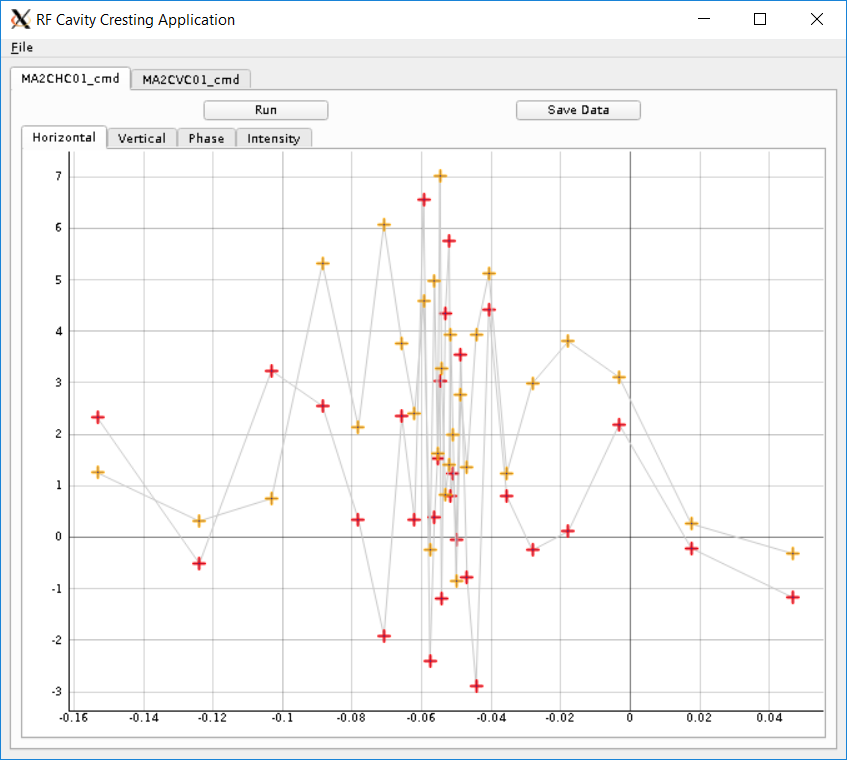 RF Cavity Cresting Application
File
MA2CHC01_cmd MA2CVC01_cmd
Run Save Data
Horizontal Vertical Phase Intensity
7
6
5
4
3
2
1
0
-1
-2
-3
-0.16 -0.14 -0.12 -0.1 -0.08 -0.06 -0.04 -0.02 0 0.02 0.04